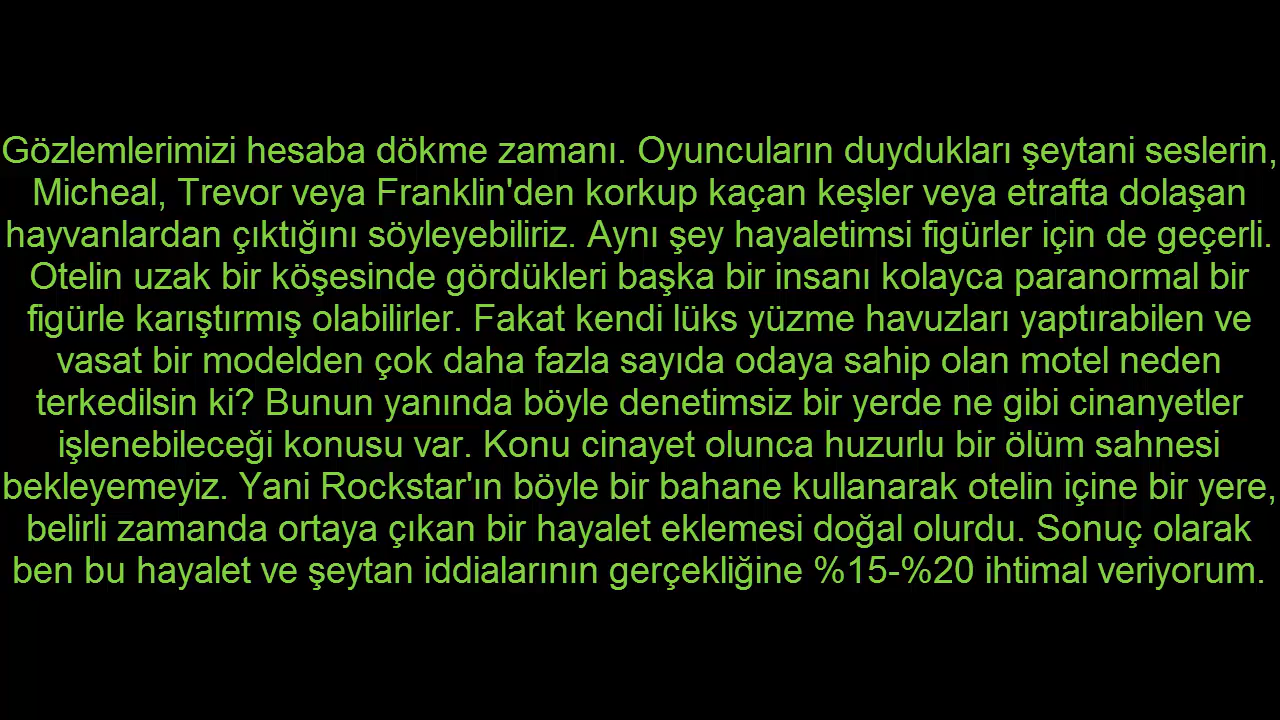 Gözlemlerimizi hesaba dökme zamanı. Oyuncuların duydukları şeytani seslerin,
Micheal, Trevor veya Franklin'den korkup kaçan keşler veya etrafta dolaşan
hayvanlardan çıktığını söyleyebiliriz. Aynı şey hayaletimsi figürler için de geçerli.
Otelin uzak bir köşesinde gördükleri başka bir insanı kolayca paranormal bir
figürle karıştırmış olabilirler. Fakat kendi lüks yüzme havuzları yaptırabilen ve
vasat bir modelden çok daha fazla sayıda odaya sahip olan motel neden
terkedilsin ki? Bunun yanında böyle denetimsiz bir yerde ne gibi cinanyetler
işlenebileceği konusu var. Konu cinayet olunca huzurlu bir ölüm sahnesi
bekleyemeyiz. Yani Rockstar'ın böyle bir bahane kullanarak otelin içine bir yere,
belirli zamanda ortaya çıkan bir hayalet eklemesi doğal olurdu. Sonuç olarak
ben bu hayalet ve şeytan iddialarının gerçekliğine %15-%20 ihtimal veriyorum.